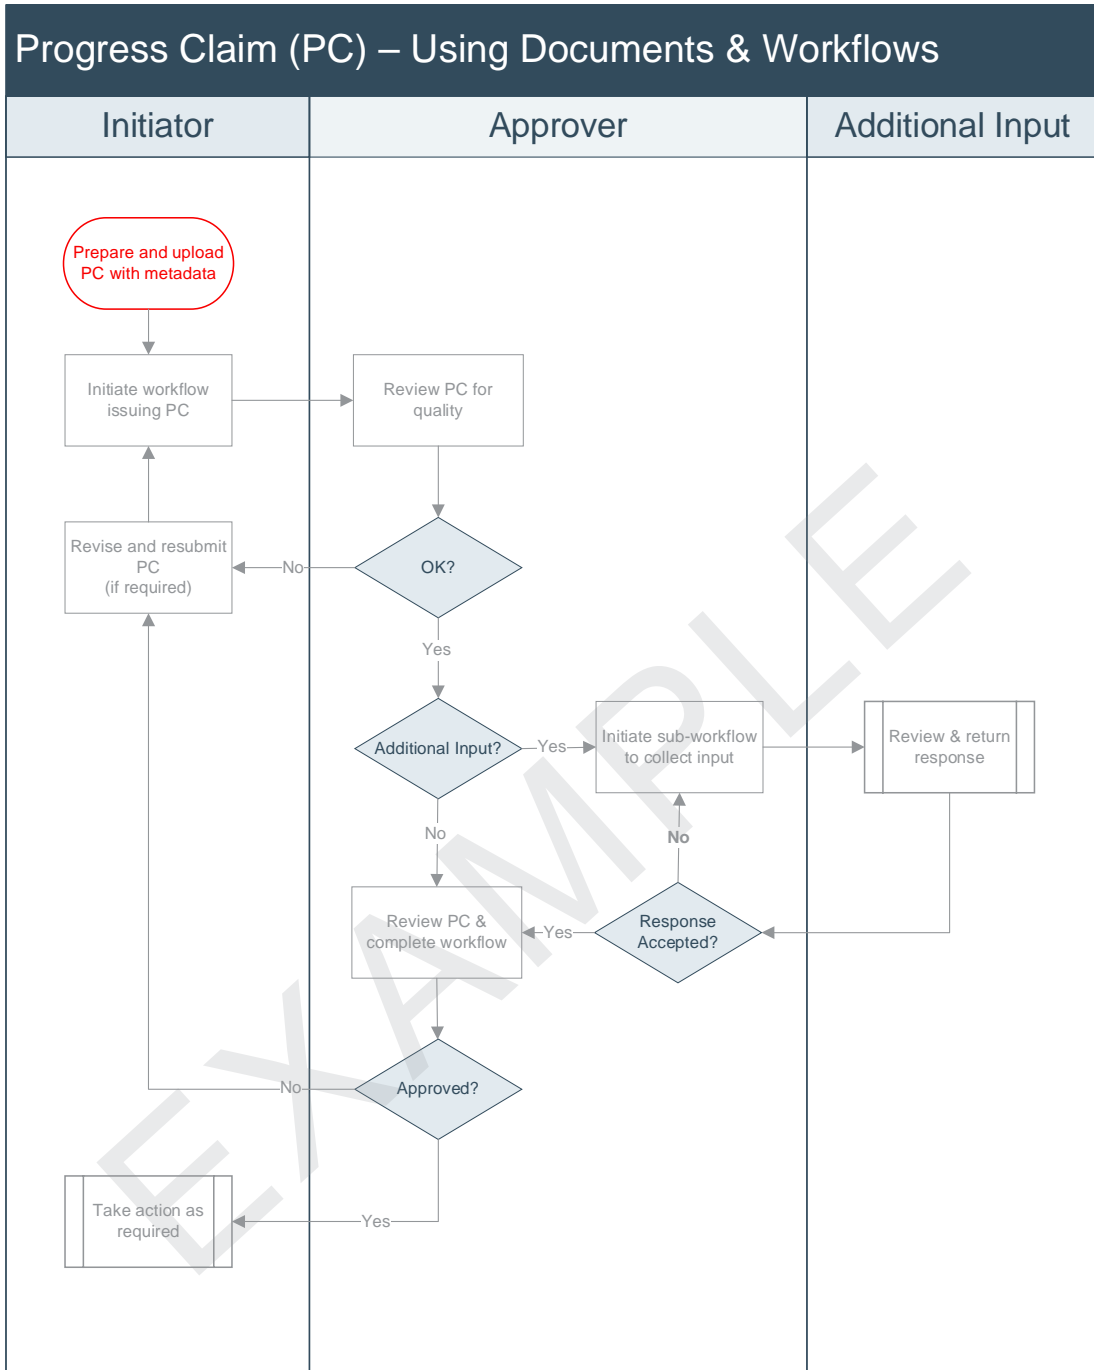 Progress Claim (PC) – Using Documents & Workflows
Initiator
Approver
Additional Input
Prepare and upload
PC with metadata
Initiate workflow
issuing PC
Review PC for
quality
Revise and resubmit
PC
(if required)
No
OK?
Yes
Additional Input?
Yes
Initiate sub-workflow
to collect input
Review & return
response
No
No
Review PC &
complete workflow
Yes
Response
Accepted?
No
Approved?
Take action as
required
Yes
EXAMPLE